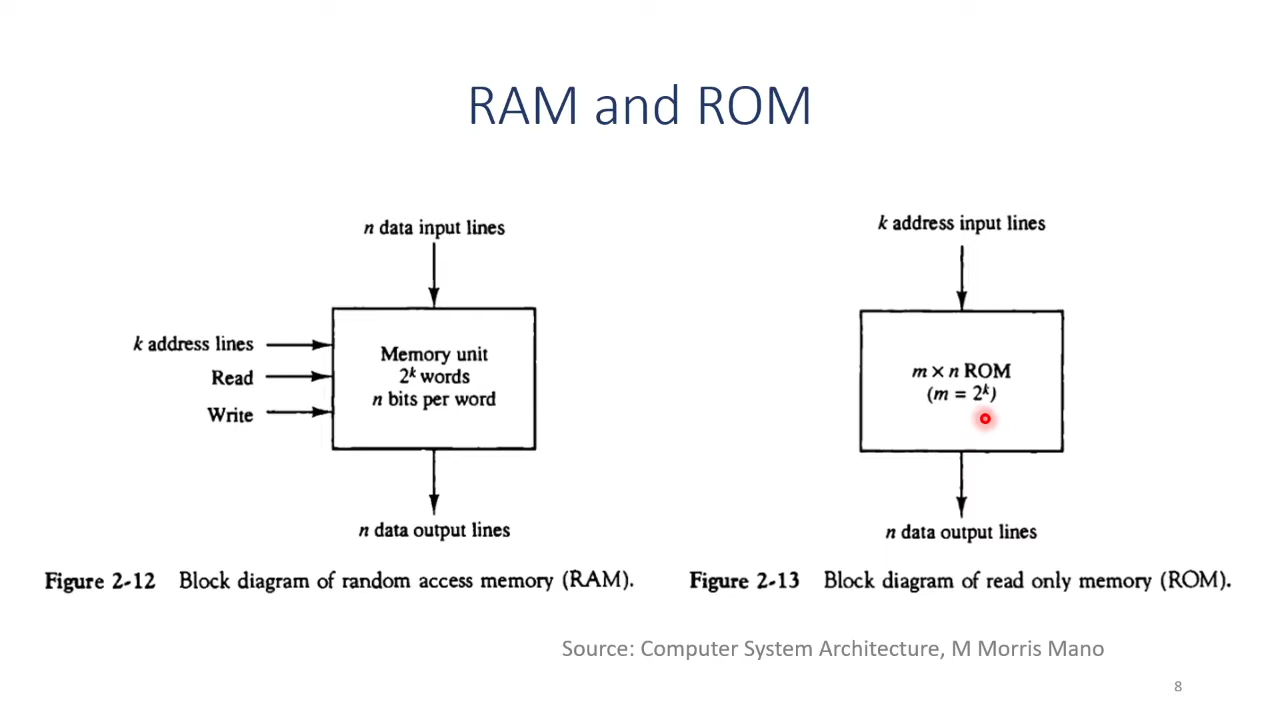 RAM and ROM
n data input lines
k address lines
Read
Write
Memory unit
2ᵏ words
n bits per word
n data output lines
Figure 2-12 Block diagram of random access memory (RAM).
k address input lines
m × n ROM
(m = 2ᵏ)
n data output lines
Figure 2-13 Block diagram of read only memory (ROM).
Source: Computer System Architecture, M Morris Mano
8